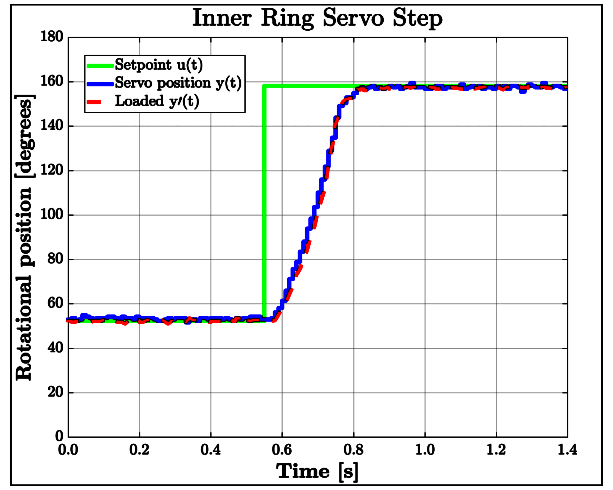 Inner Ring Servo Step
Setpoint u(t)
Servo position y(t)
Loaded y′(t)
Rotational position [degrees]
180
160
140
120
100
80
60
40
20
0
0.0 0.2 0.4 0.6 0.8 1.0 1.2 1.4
Time [s]